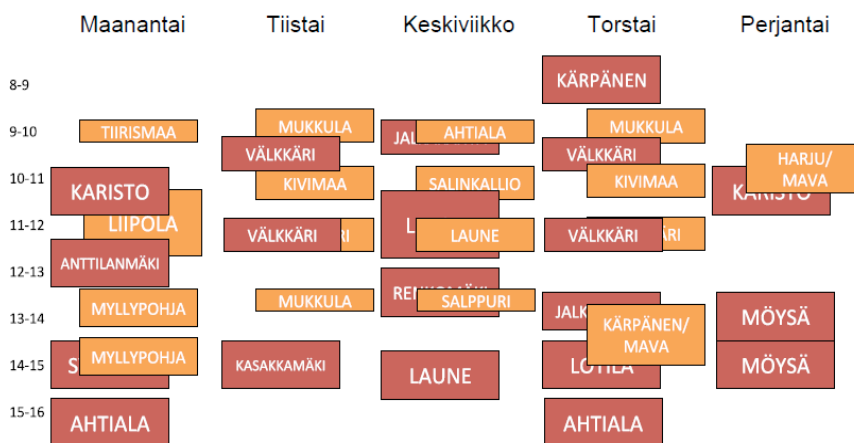 Maanantai Tiistai Keskiviikko Torstai Perjantai
8-9 KÄRPÄNEN
9-10 TIIRISMAA MUKKULA AHTIALA MUKKULA
VÄLKKÄRI VÄLKKÄRI HARJU/
MAVA
10-11 KARISTO KIVIMAA SALINKALLIO KIVIMAA KARISTO
11-12 LIIPOLA VÄLKKÄRI LAUNE VÄLKKÄRI
12-13 ANTTILANMÄKI
MYLLYPOHJA MUKKULA SALPPURI
13-14 KÄRPÄNEN/
MAVA MÖYSÄ
14-15 MYLLYPOHJA KASAKKAMÄKI LAUNE LOTILA MÖYSÄ
15-16 AHTIALA AHTIALA